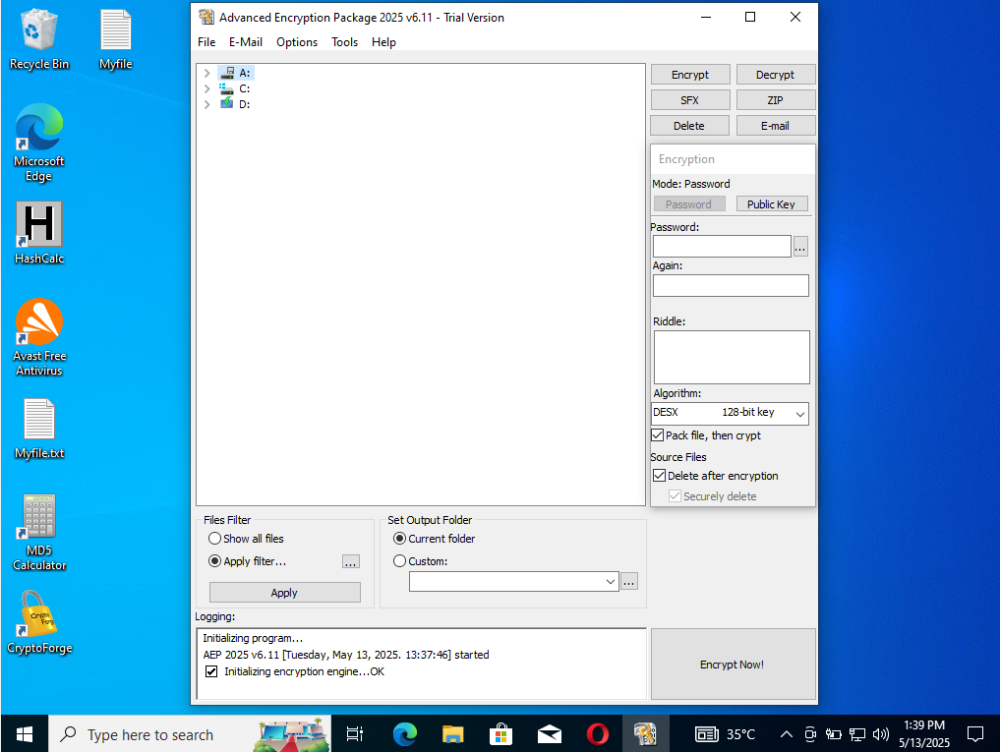 Recycle Bin
Myfile
Microsoft
Edge
HashCalc
Avast Free
Antivirus
Myfile.txt
MD5
Calculator
CryptoForge
Advanced Encryption Package 2025 v6.11 - Trial Version
File E-Mail Options Tools Help
A:
C:
D:
Encrypt Decrypt
SFX ZIP
Delete E-mail
Encryption
Mode: Password
Password Public Key
Password:
...
Again:
Riddle:
Algorithm:
DESX 128-bit key
Pack file, then crypt
Source Files
Delete after encryption
Securely delete
Files Filter
Show all files
Apply filter...
...
Apply
Set Output Folder
Current folder
Custom:
...
Logging:
Initializing program...
AEP 2025 v6.11 [Tuesday, May 13, 2025. 13:37:46] started
Initializing encryption engine...OK
Encrypt Now!
Type here to search
35°C
1:39 PM
5/13/2025